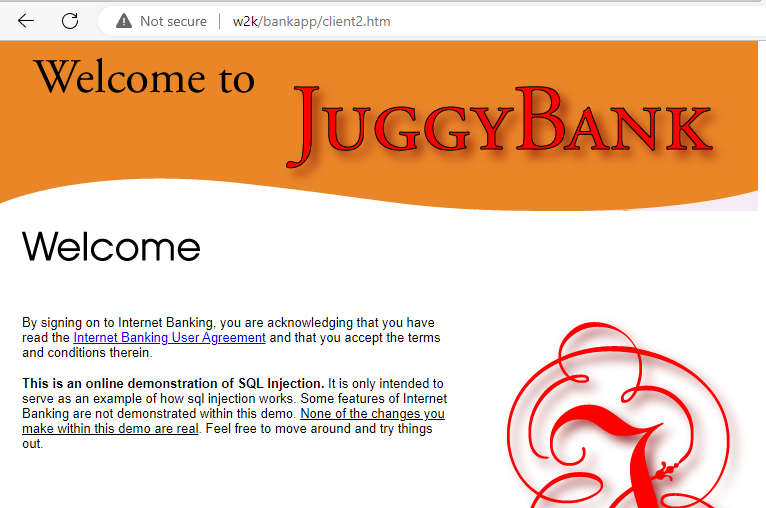 Not secure | w2k/bankapp/client2.htm
Welcome to
JUGGYBANK
Welcome
By signing on to Internet Banking, you are acknowledging that you have
read the Internet Banking User Agreement and that you accept the terms
and conditions therein.
This is an online demonstration of SQL Injection. It is only intended to
serve as an example of how sql injection works. Some features of Internet
Banking are not demonstrated within this demo. None of the changes you
make within this demo are real. Feel free to move around and try things
out.
J